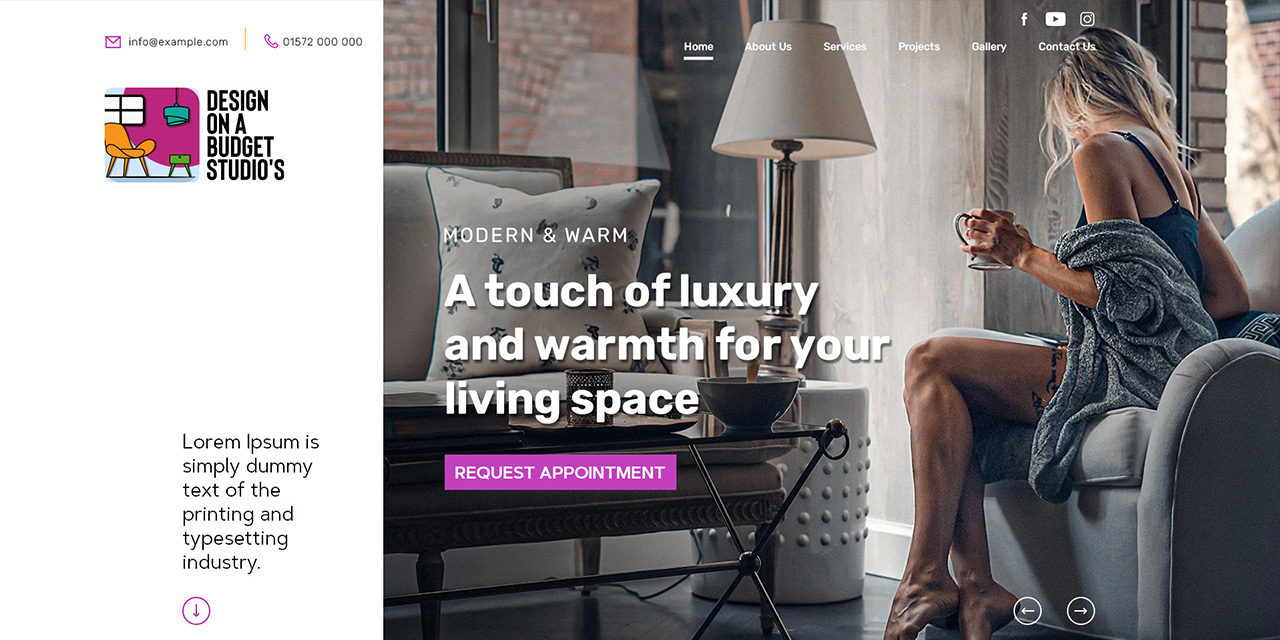 info@example.com
01572 000 000
Home
About Us
Services
Projects
Gallery
Contact Us
DESIGN
ON A
BUDGET
STUDIO'S
MODERN & WARM
A touch of luxury
and warmth for your
living space
REQUEST APPOINTMENT
Lorem Ipsum is
simply dummy
text of the
printing and
typesetting
industry.